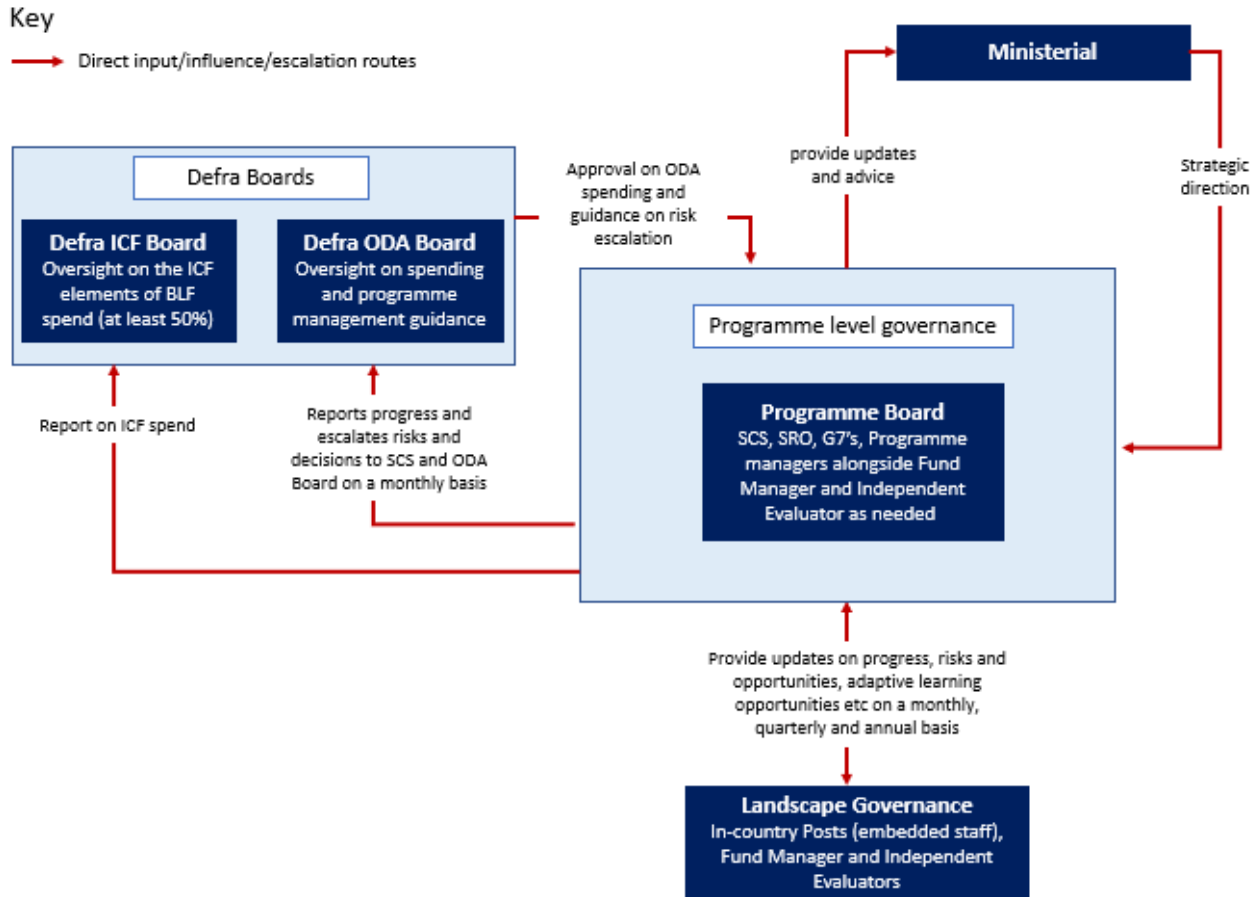 Key
Direct input/influence/escalation routes
Ministerial
Defra Boards
Defra ICF Board
Oversight on the ICF
elements of BLF
spend (at least 50%)
Defra ODA Board
Oversight on spending
and programme
management guidance
Approval on ODA
spending and
guidance on risk
escalation
provide updates
and advice
Strategic
direction
Programme level governance
Programme Board
SCS, SRO, G7's, Programme
managers alongside Fund
Manager and Independent
Evaluator as needed
Report on ICF spend
Reports progress and
escalates risks and
decisions to SCS and ODA
Board on a monthly basis
Provide updates on progress, risks and
opportunities, adaptive learning
opportunities etc on a monthly,
quarterly and annual basis
Landscape Governance
In-country Posts (embedded staff),
Fund Manager and Independent
Evaluators